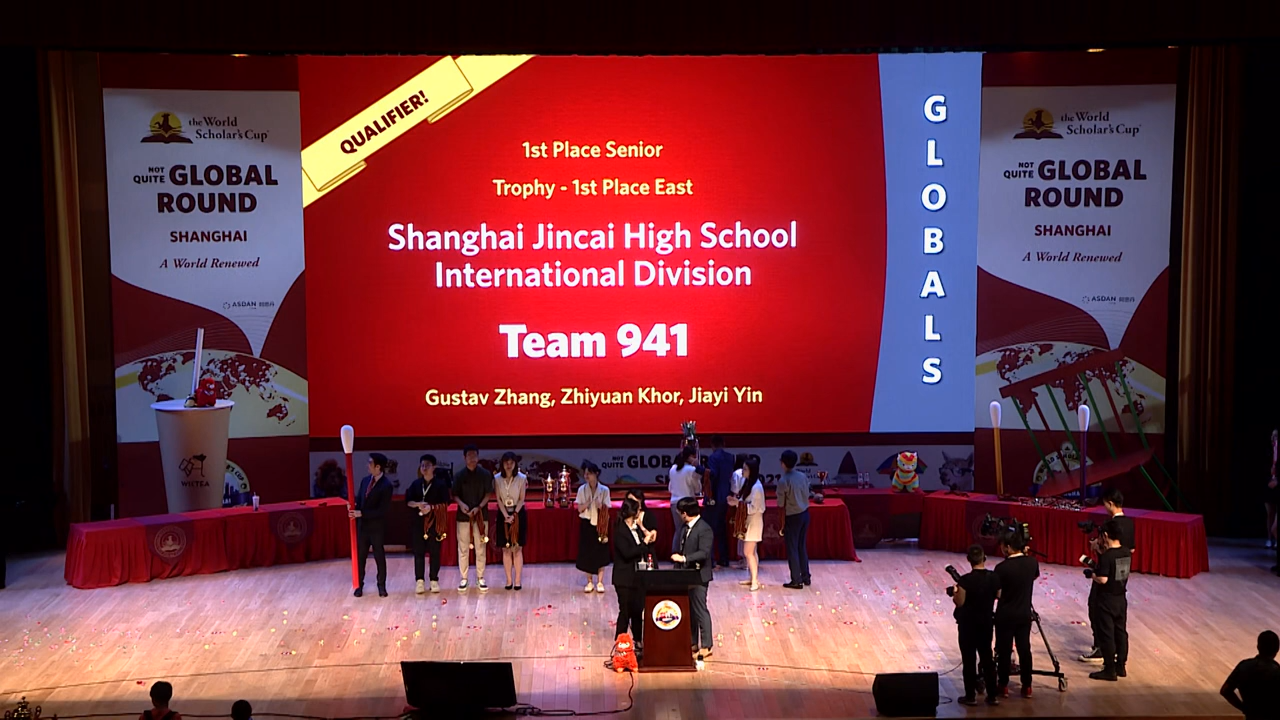 QUALIFIER!
1st Place Senior
Trophy - 1st Place East
Shanghai Jincai High School
International Division
Team 941
Gustav Zhang, Zhiyuan Khor, Jiayi Yin
GLOBALS
the World
Scholar's Cup
NOT QUITE GLOBAL
ROUND
SHANGHAI
A World Renewed
ASDAN
the World
Scholar's Cup
NOT QUITE GLOBAL
ROUND
SHANGHAI
A World Renewed
ASDAN